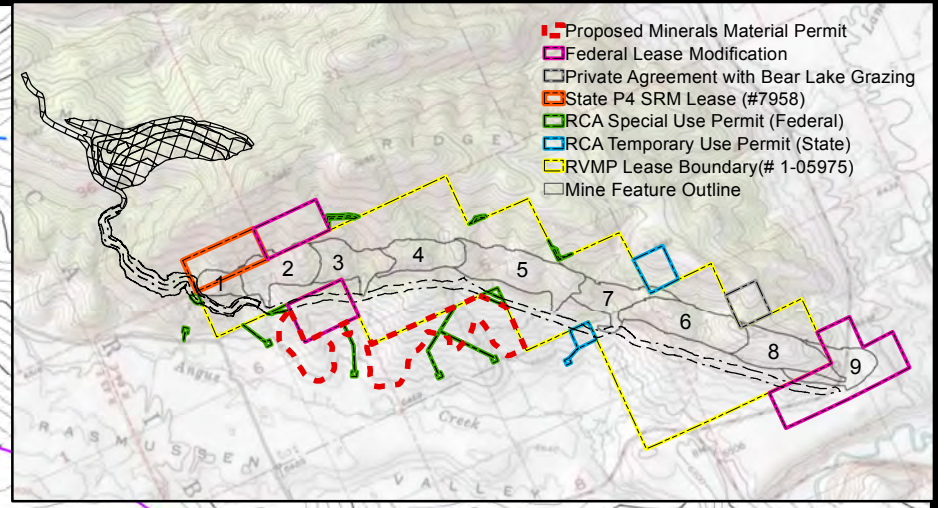 Proposed Minerals Material Permit
Federal Lease Modification
Private Agreement with Bear Lake Grazing
State P4 SRM Lease (#7958)
RCA Special Use Permit (Federal)
RCA Temporary Use Permit (State)
RVMP Lease Boundary(# 1-05975)
Mine Feature Outline
RIDGE
1
2
3
4
5
7
6
8
9
Angus
Creek
RASMUSSEN
VALLEY